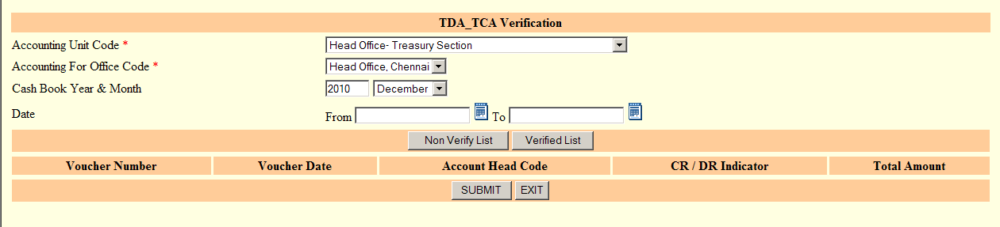 TDA_TCA Verification
Accounting Unit Code * Head Office- Treasury Section
Accounting For Office Code * Head Office, Chennai
Cash Book Year & Month 2010 December
Date From To
Non Verify List Verified List
Voucher Number Voucher Date Account Head Code CR / DR Indicator Total Amount
SUBMIT EXIT